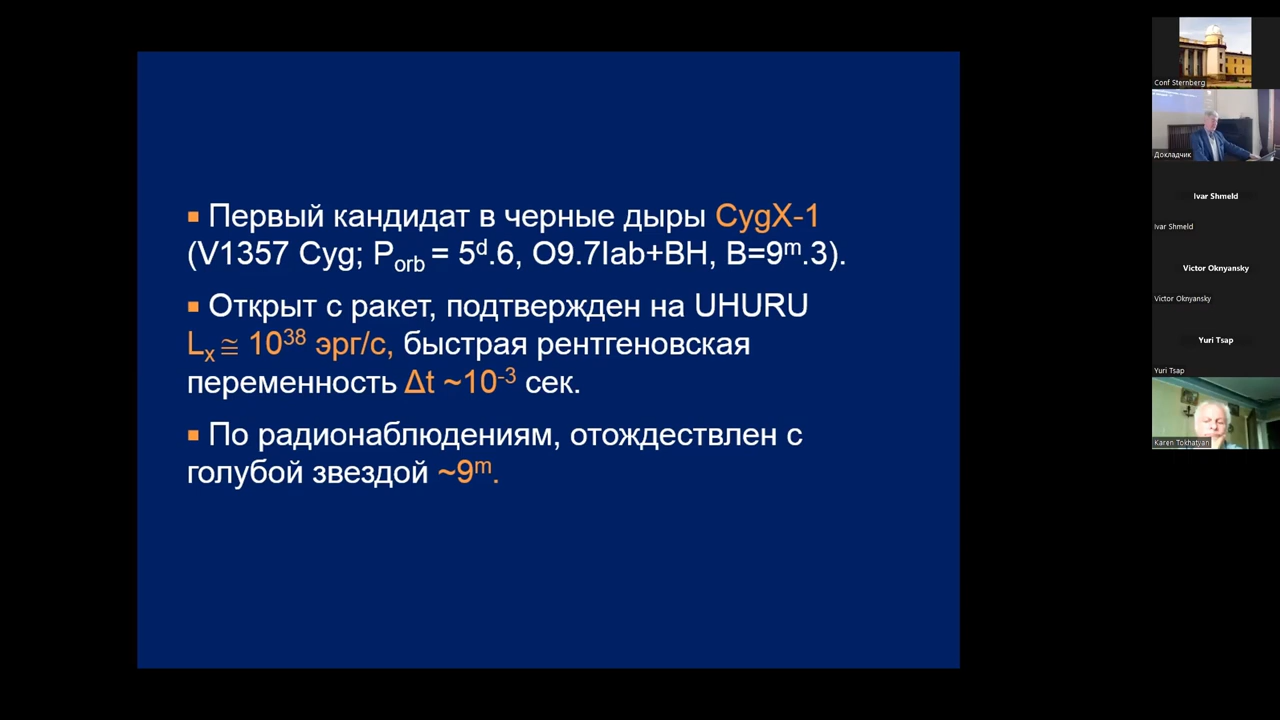 ▪ Первый кандидат в черные дыры CygX-1
(V1357 Cyg; Porb = 5ᵈ.6, O9.7Iab+BH, B=9ᵐ.3).
▪ Открыт с ракет, подтвержден на UHURU
Lx ≅ 10³⁸ эрг/с, быстрая рентгеновская
переменность Δt ~10⁻³ сек.
▪ По радионаблюдениям, отождествлен с
голубой звездой ~9ᵐ.
Conf Sternberg
Докладчик
Ivar Shmeld
Ivar Shmeld
Victor Oknyansky
Victor Oknyansky
Yuri Tsap
Yuri Tsap
Karen Tokhatyan